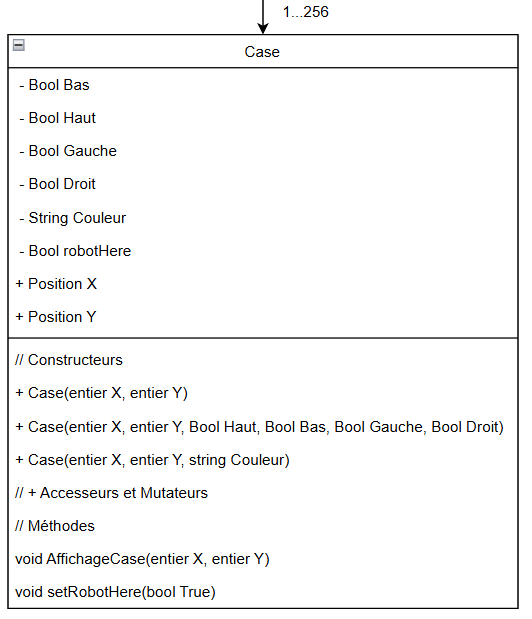 1...256
Case
- Bool Bas
- Bool Haut
- Bool Gauche
- Bool Droit
- String Couleur
- Bool robotHere
+ Position X
+ Position Y
// Constructeurs
+ Case(entier X, entier Y)
+ Case(entier X, entier Y, Bool Haut, Bool Bas, Bool Gauche, Bool Droit)
+ Case(entier X, entier Y, string Couleur)
// + Accesseurs et Mutateurs
// Méthodes
void AffichageCase(entier X, entier Y)
void setRobotHere(bool True)